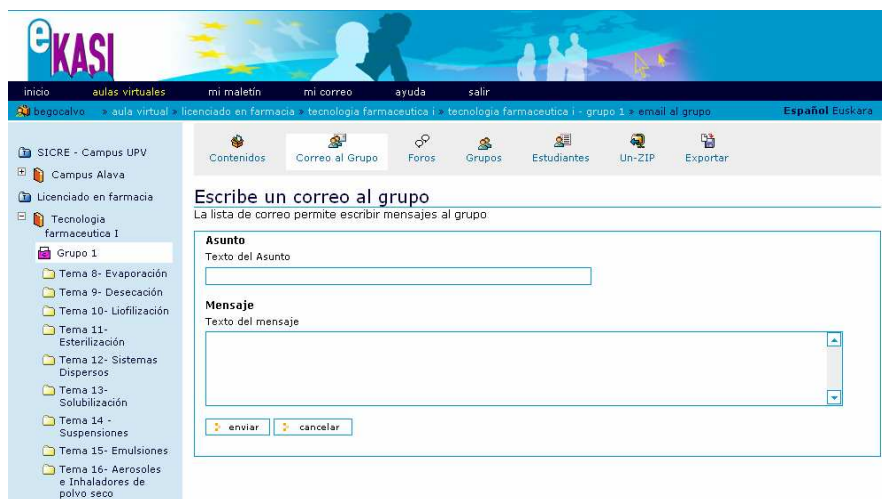 eKASI
inicio aulas virtuales mi maletín mi correo ayuda salir
begocalvo » aula virtual » licenciado en farmacia » tecnologia farmaceutica i » tecnologia farmaceutica i - grupo 1 » email al grupo Español Euskara
SICRE - Campus UPV
Campus Alava
Licenciado en farmacia
Tecnologia
farmaceutica I
Grupo 1
Tema 8- Evaporación
Tema 9- Desecación
Tema 10- Liofilización
Tema 11-
Esterilización
Tema 12- Sistemas
Dispersos
Tema 13-
Solubilización
Tema 14 -
Suspensiones
Tema 15- Emulsiones
Tema 16- Aerosoles
e Inhaladores de
polvo seco
Contenidos Correo al Grupo Foros Grupos Estudiantes Un-ZIP Exportar
Escribe un correo al grupo
La lista de correo permite escribir mensajes al grupo
Asunto
Texto del Asunto
Mensaje
Texto del mensaje
enviar cancelar